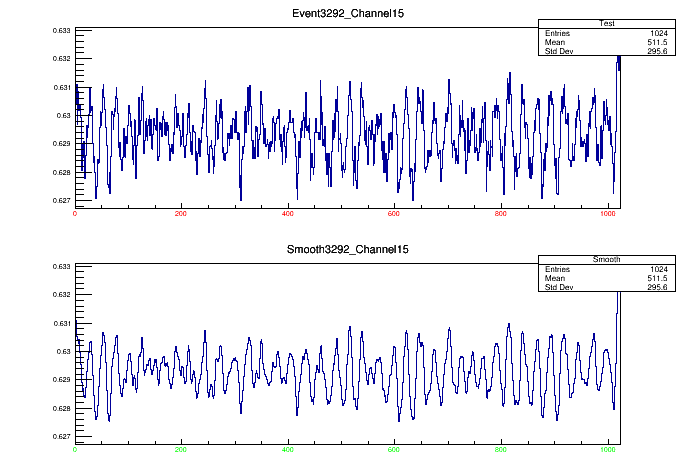 Event3292_Channel15
Test
Entries 1024
Mean 511.5
Std Dev 295.6
0.633
0.632
0.631
0.63
0.629
0.628
0.627
0 200 400 600 800 1000
Smooth3292_Channel15
Smooth
Entries 1024
Mean 511.5
Std Dev 295.6
0.633
0.632
0.631
0.63
0.629
0.628
0.627
0 200 400 600 800 1000